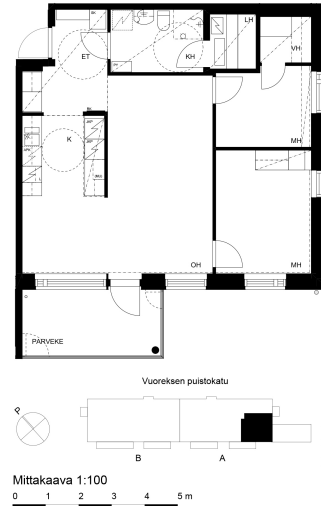 LH
VH
ET
KH
K
MH
OH
MH
PARVEKE
Vuoreksen puistokatu
P
B
A
Mittakaava 1:100
0 1 2 3 4 5 m